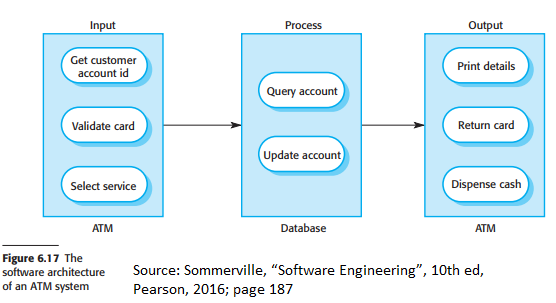 Input
Process
Output
Get customer
account id
Validate card
Select service
Query account
Update account
Print details
Return card
Dispense cash
ATM
Database
ATM
Figure 6.17 The
software architecture
of an ATM system
Source: Sommerville, “Software Engineering”, 10th ed,
Pearson, 2016; page 187